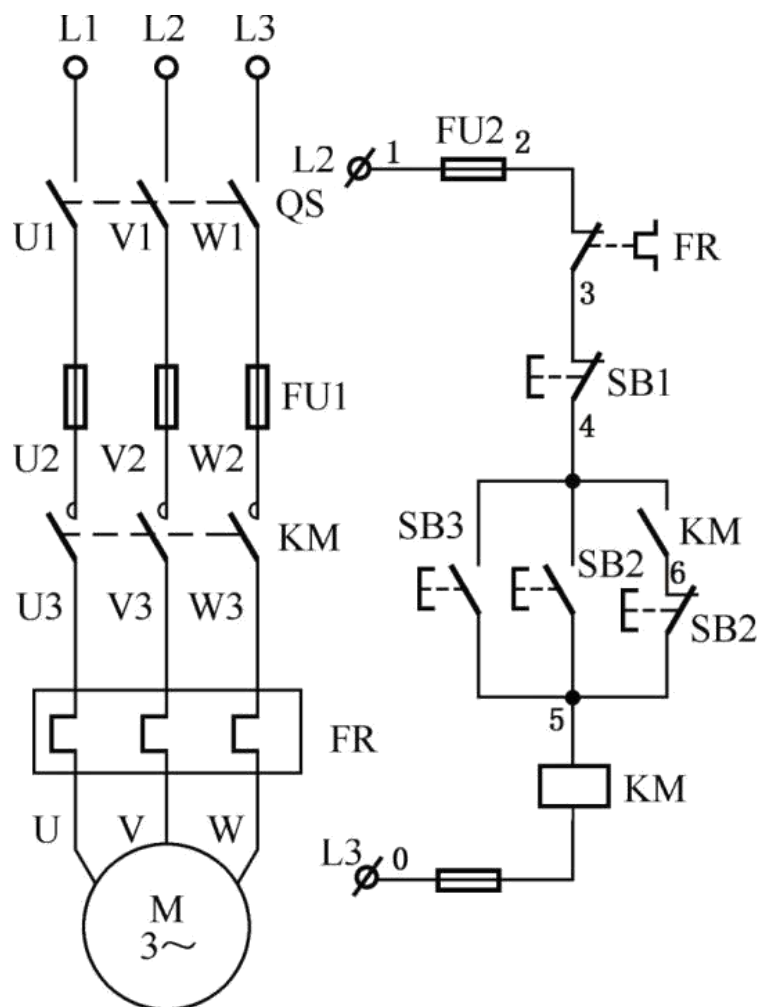 L1 L2 L3
QS
U1 V1 W1
FU1
U2 V2 W2
KM
U3 V3 W3
FR
U V W
M
3～
L2 1 FU2 2
FR
3
SB1
4
SB3 SB2 KM
6
SB2
5
KM
L3 0